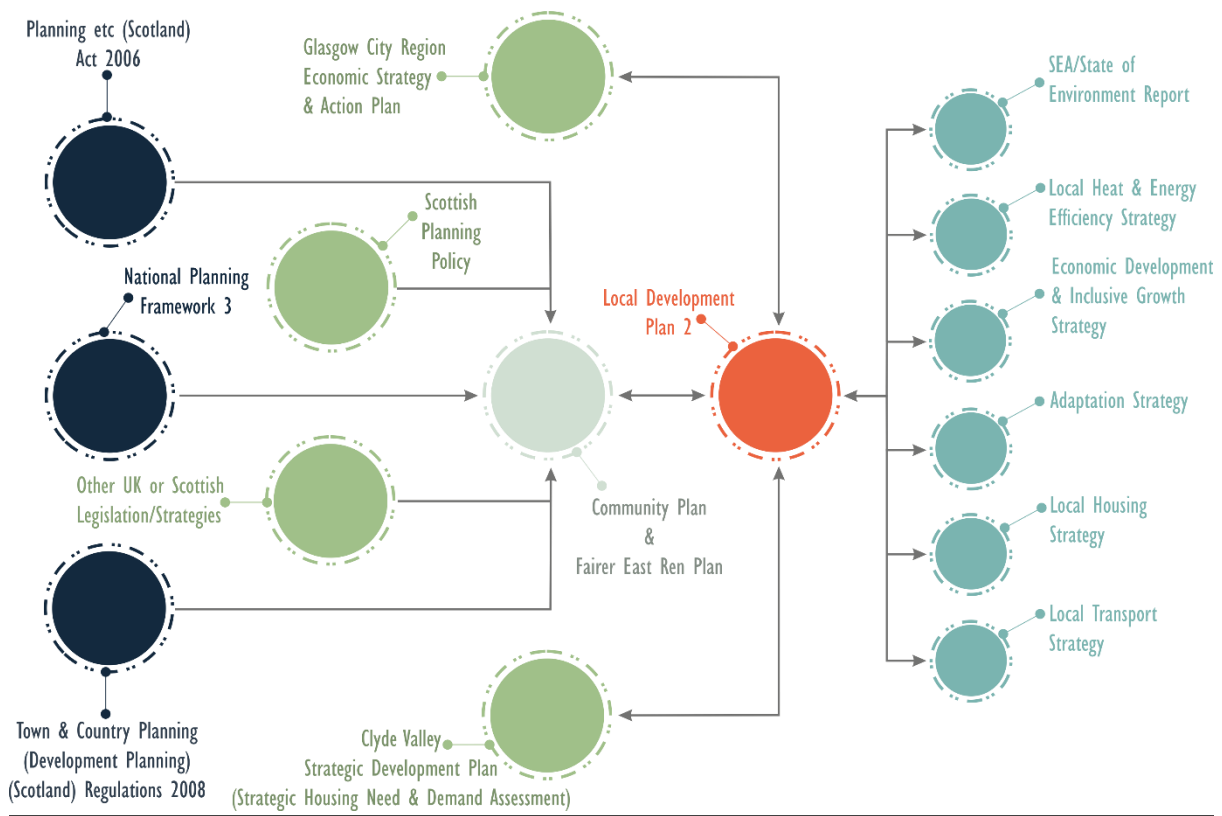 Planning etc (Scotland)
Act 2006
Glasgow City Region
Economic Strategy
& Action Plan
SEA/State of
Environment Report
Scottish
Planning
Policy
Local Heat & Energy
Efficiency Strategy
National Planning
Framework 3
Local Development
Plan 2
Economic Development
& Inclusive Growth
Strategy
Adaptation Strategy
Other UK or Scottish
Legislation/Strategies
Community Plan
&
Fairer East Ren Plan
Local Housing
Strategy
Local Transport
Strategy
Town & Country Planning
(Development Planning)
(Scotland) Regulations 2008
Clyde Valley
Strategic Development Plan
(Strategic Housing Need & Demand Assessment)